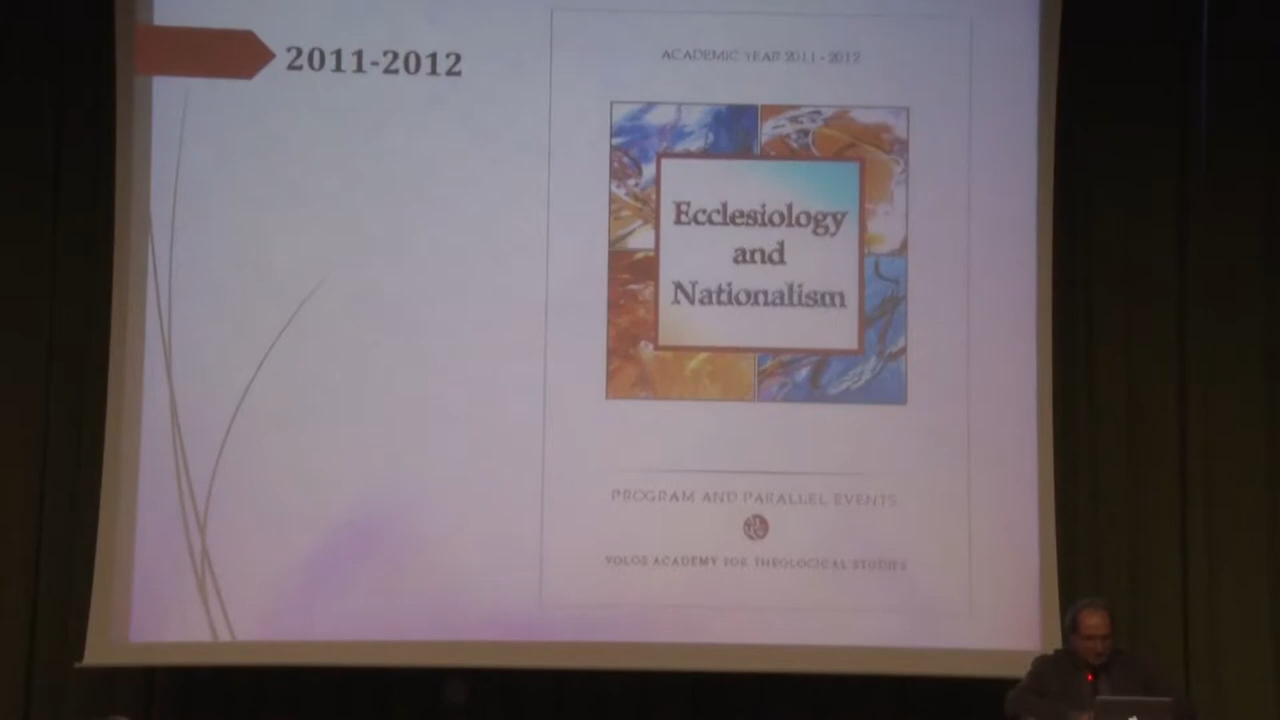 2011-2012
ACADEMIC YEAR 2011 - 2012
Ecclesiology
and
Nationalism
PROGRAM AND PARALLEL EVENTS
VOLOS ACADEMY FOR THEOLOGICAL STUDIES